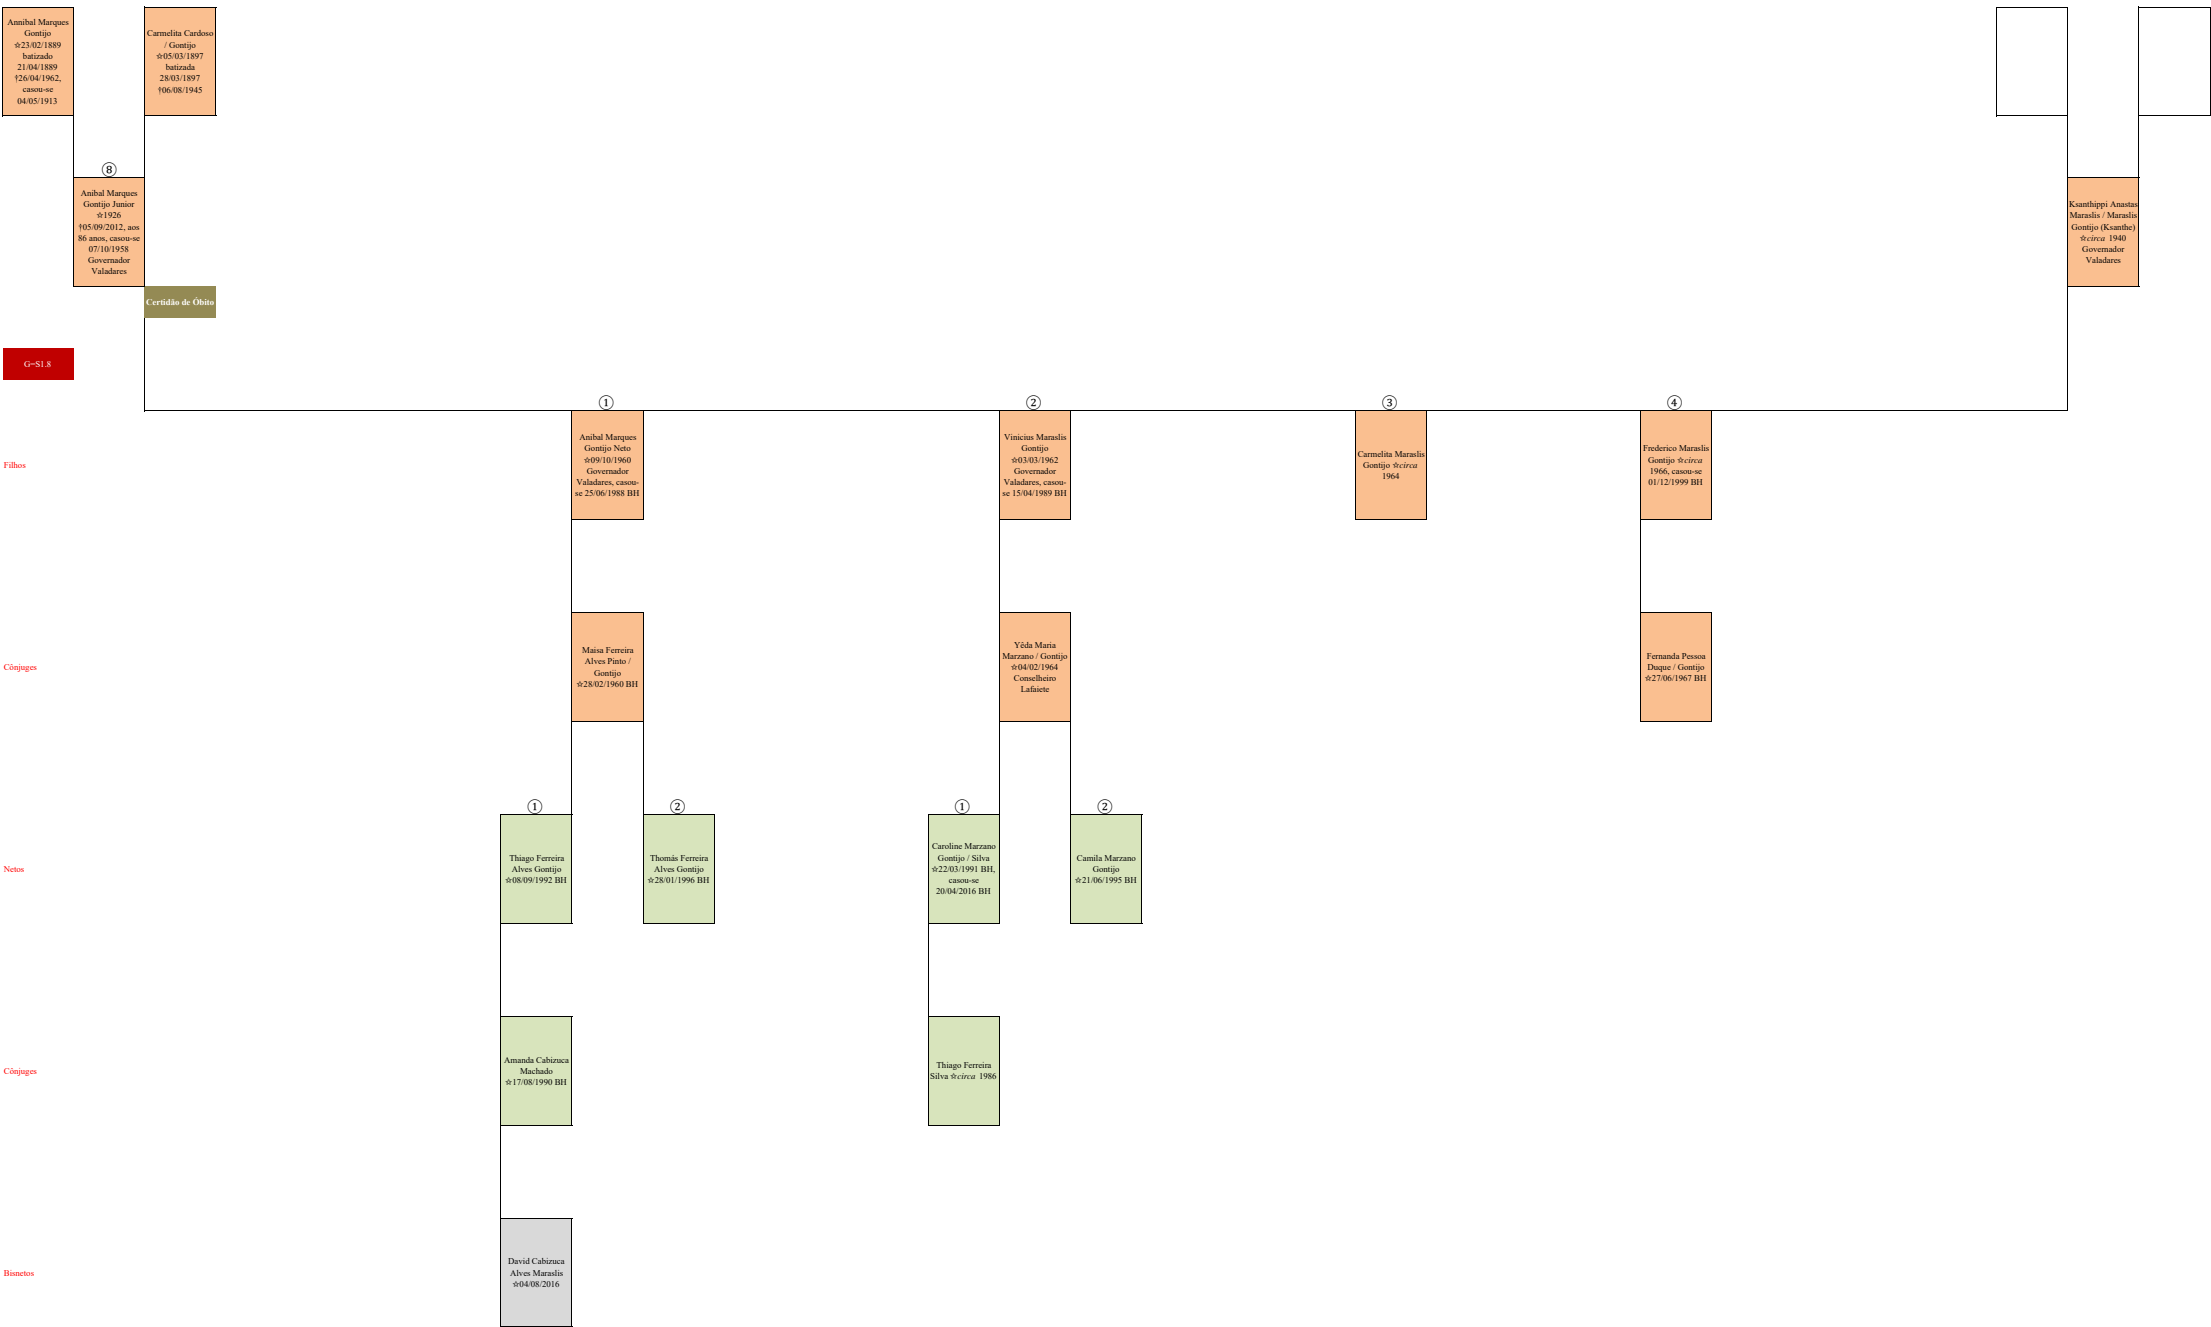 Annibal Marques
Gontijo
☆23/02/1889
batizado
21/04/1889
†26/04/1962,
casou-se
04/05/1913
Carmelita Cardoso
/ Gontijo
☆05/03/1897
batizada
28/03/1897
†06/08/1945
⑧
Anibal Marques
Gontijo Junior
☆1926
†05/09/2012, aos
86 anos, casou-se
07/10/1958
Governador
Valadares
Ksanthippi Anastas
Maraslis / Maraslis
Gontijo (Ksanthe)
☆circa 1940
Governador
Valadares
Certidão de Óbito
G=S1.8
①
②
③
④
Filhos
Anibal Marques
Gontijo Neto
☆09/10/1960
Governador
Valadares, casou-
se 25/06/1988 BH
Vinicius Maraslis
Gontijo
☆03/03/1962
Governador
Valadares, casou-
se 15/04/1989 BH
Carmelita Maraslis
Gontijo ☆circa
1964
Frederico Maraslis
Gontijo ☆circa
1966, casou-se
01/12/1999 BH
Cônjuges
Maisa Ferreira
Alves Pinto /
Gontijo
☆28/02/1960 BH
Yêda Maria
Marzano / Gontijo
☆04/02/1964
Conselheiro
Lafaiete
Fernanda Pessoa
Duque / Gontijo
☆27/06/1967 BH
①
②
①
②
Netos
Thiago Ferreira
Alves Gontijo
☆08/09/1992 BH
Thomás Ferreira
Alves Gontijo
☆28/01/1996 BH
Caroline Marzano
Gontijo / Silva
☆22/03/1991 BH,
casou-se
20/04/2016 BH
Camila Marzano
Gontijo
☆21/06/1995 BH
Cônjuges
Amanda Cabizuca
Machado
☆17/08/1990 BH
Thiago Ferreira
Silva ☆circa 1986
Bisnetos
David Cabizuca
Alves Maraslis
☆04/08/2016